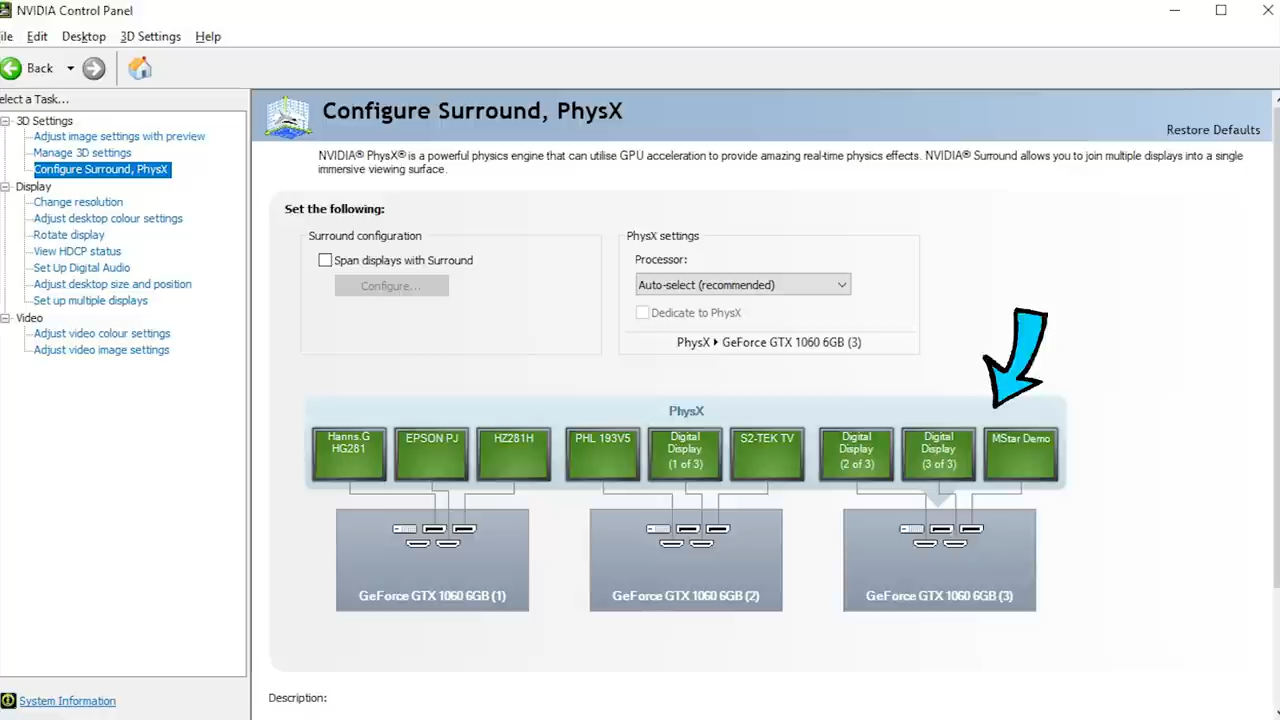 NVIDIA Control Panel
ile Edit Desktop 3D Settings Help
Back
elect a Task...
3D Settings
Adjust image settings with preview
Manage 3D settings
Configure Surround, PhysX
Display
Change resolution
Adjust desktop colour settings
Rotate display
View HDCP status
Set Up Digital Audio
Adjust desktop size and position
Set up multiple displays
Video
Adjust video colour settings
Adjust video image settings
System Information
Configure Surround, PhysX
Restore Defaults
NVIDIA® PhysX® is a powerful physics engine that can utilise GPU acceleration to provide amazing real-time physics effects. NVIDIA® Surround allows you to join multiple displays into a single
immersive viewing surface.
Set the following:
Surround configuration
Span displays with Surround
Configure...
PhysX settings
Processor:
Auto-select (recommended)
Dedicate to PhysX
PhysX GeForce GTX 1060 6GB (3)
PhysX
Hanns.G
HG281
EPSON PJ
HZ281H
PHL 193V5
Digital
Display
(1 of 3)
S2-TEK TV
Digital
Display
(2 of 3)
Digital
Display
(3 of 3)
MStar Demo
GeForce GTX 1060 6GB (1)
GeForce GTX 1060 6GB (2)
GeForce GTX 1060 6GB (3)
Description: